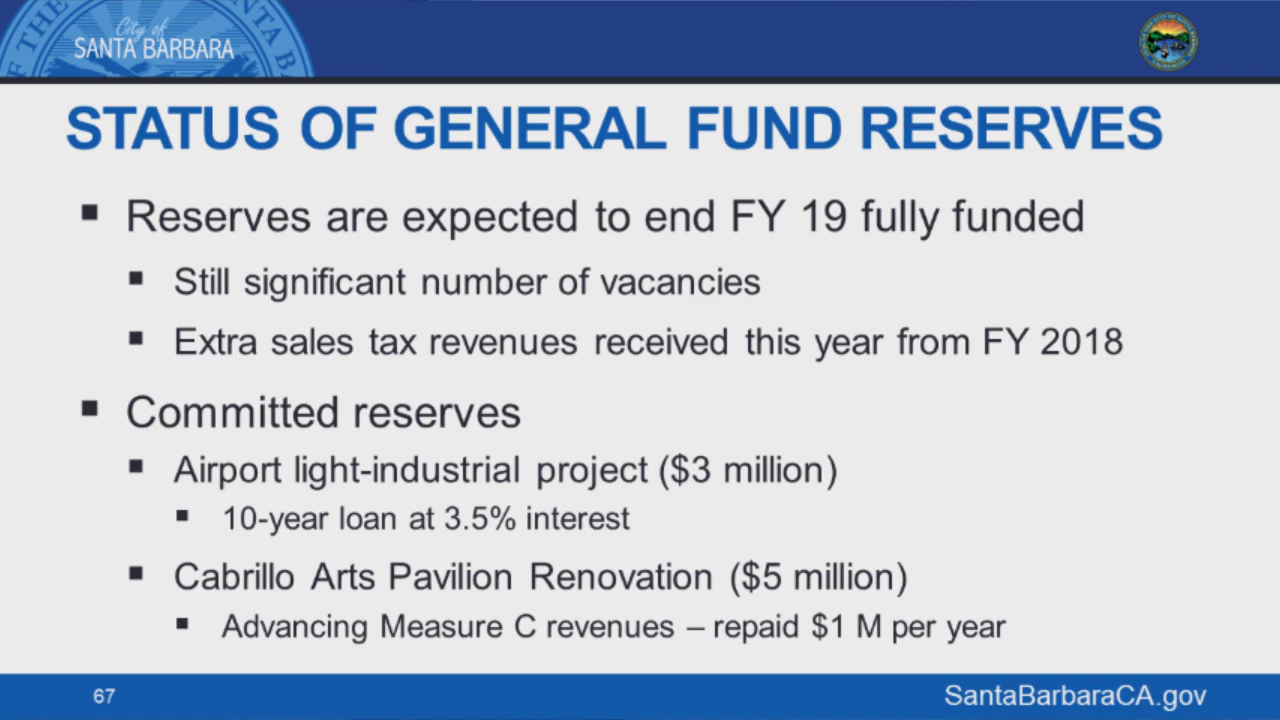 City of
SANTA BARBARA
STATUS OF GENERAL FUND RESERVES
▪ Reserves are expected to end FY 19 fully funded
▪ Still significant number of vacancies
▪ Extra sales tax revenues received this year from FY 2018
▪ Committed reserves
▪ Airport light-industrial project ($3 million)
▪ 10-year loan at 3.5% interest
▪ Cabrillo Arts Pavilion Renovation ($5 million)
▪ Advancing Measure C revenues – repaid $1 M per year
67
SantaBarbaraCA.gov